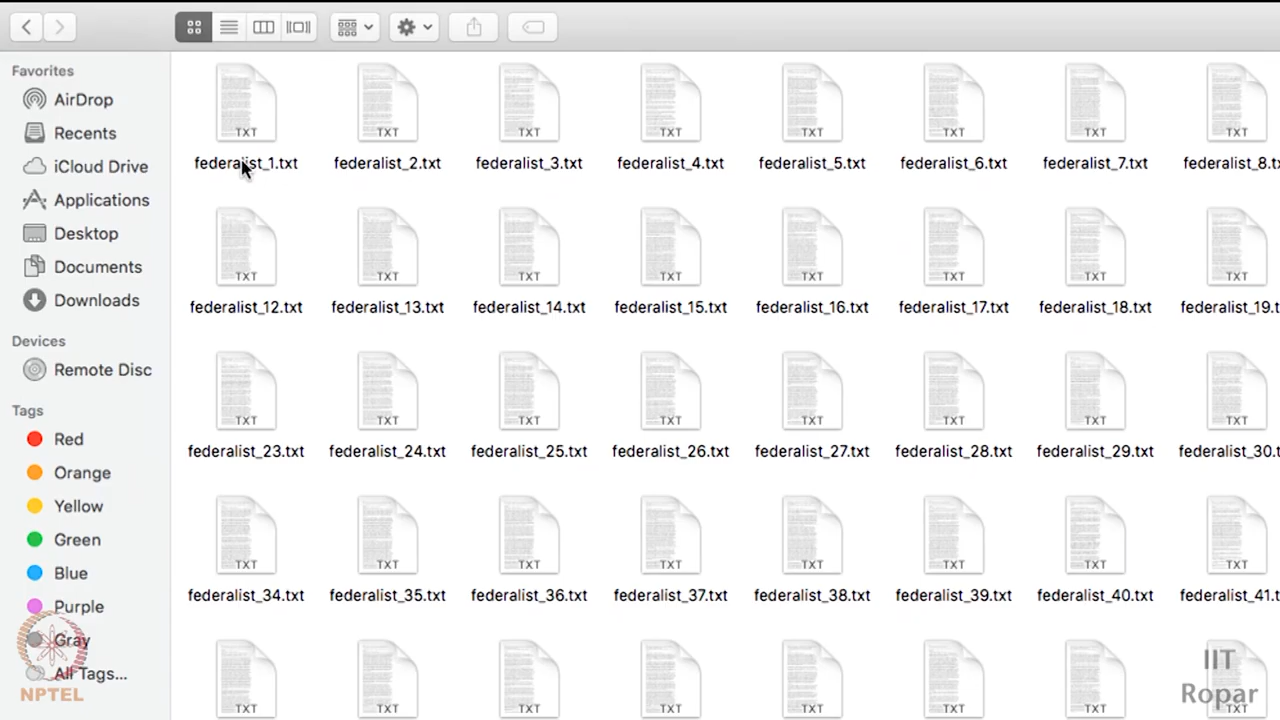 Favorites
AirDrop
Recents
iCloud Drive
Applications
Desktop
Documents
Downloads
Devices
Remote Disc
Tags
Red
Orange
Yellow
Green
Blue
Purple
Gray
All Tags...
NPTEL
TXT TXT TXT TXT TXT TXT TXT TXT
federalist_1.txt federalist_2.txt federalist_3.txt federalist_4.txt federalist_5.txt federalist_6.txt federalist_7.txt federalist_8.tx
TXT TXT TXT TXT TXT TXT TXT TXT
federalist_12.txt federalist_13.txt federalist_14.txt federalist_15.txt federalist_16.txt federalist_17.txt federalist_18.txt federalist_19.t
TXT TXT TXT TXT TXT TXT TXT TXT
federalist_23.txt federalist_24.txt federalist_25.txt federalist_26.txt federalist_27.txt federalist_28.txt federalist_29.txt federalist_30.t
TXT TXT TXT TXT TXT TXT TXT TXT
federalist_34.txt federalist_35.txt federalist_36.txt federalist_37.txt federalist_38.txt federalist_39.txt federalist_40.txt federalist_41.t
TXT TXT TXT TXT TXT TXT TXT TXT
IIT
Ropar